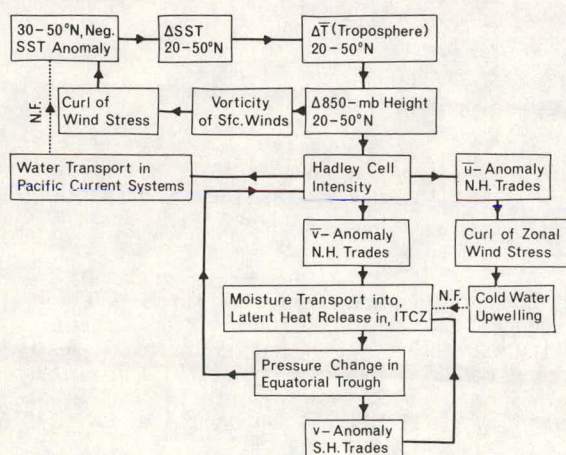 30–50°N, Neg.
SST Anomaly
ΔSST
20–50°N
ΔT̅ (Troposphere)
20–50°N
N.F.
Curl of
Wind Stress
Vorticity
of Sfc. Winds
Δ850–mb Height
20–50°N
Water Transport in
Pacific Current Systems
Hadley Cell
Intensity
u̅–Anomaly
N.H. Trades
v̅–Anomaly
N.H. Trades
Curl of Zonal
Wind Stress
Moisture Transport into,
Latent Heat Release in, ITCZ
N.F.
Cold Water
Upwelling
Pressure Change in
Equatorial Trough
v–Anomaly
S.H. Trades